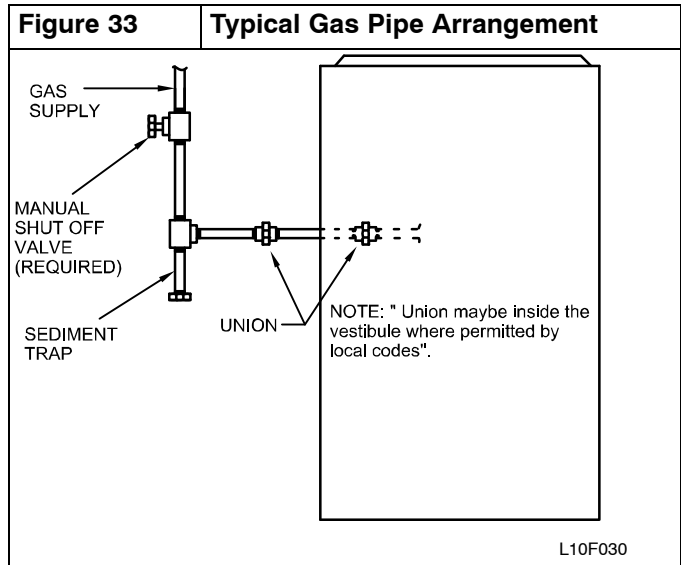 Figure 33 Typical Gas Pipe Arrangement
GAS
SUPPLY
MANUAL
SHUT OFF
VALVE
(REQUIRED)
SEDIMENT
TRAP
UNION
NOTE: " Union maybe inside the
vestibule where permitted by
local codes".
L10F030